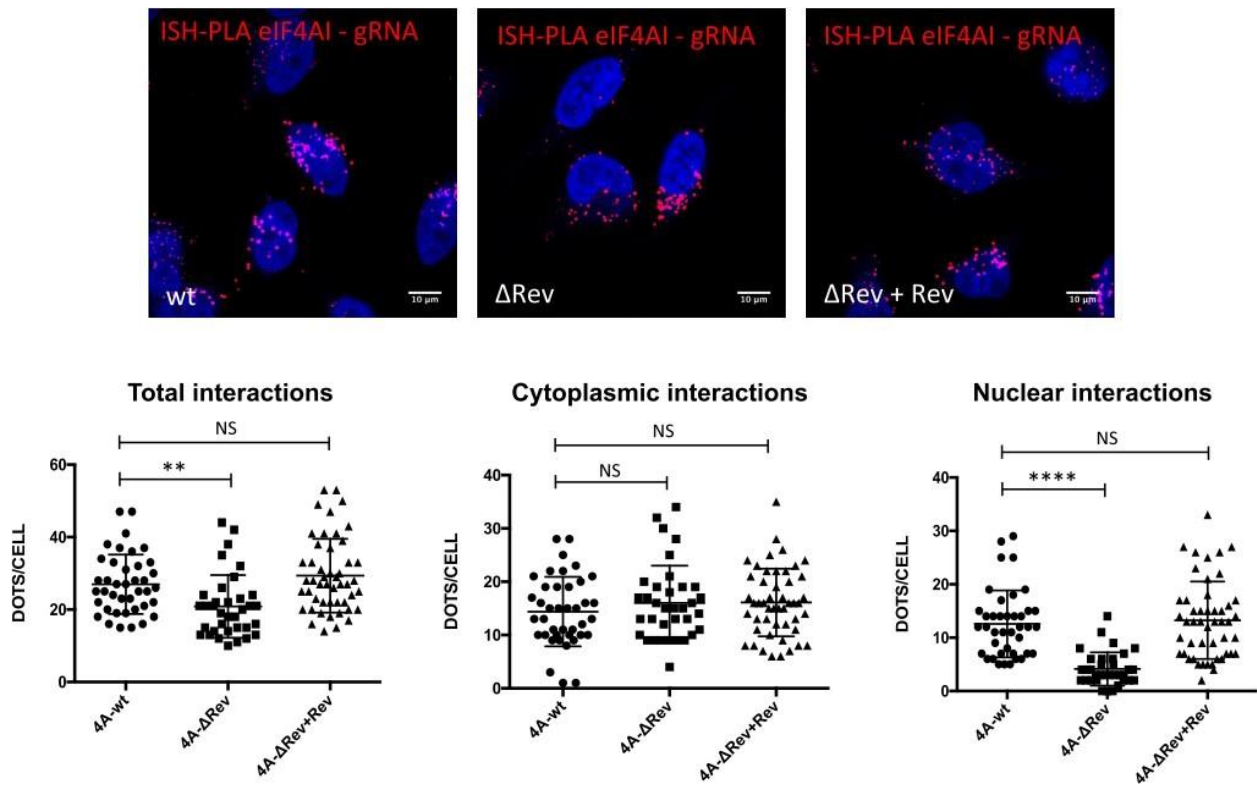 ISH-PLA eIF4AI - gRNA
wt
10 µm
ISH-PLA eIF4AI - gRNA
ΔRev
10 µm
ISH-PLA eIF4AI - gRNA
ΔRev + Rev
10 µm
Total interactions
NS
**
60
40
20
0
DOTS/CELL
4A-wt
4A-ΔRev
4A-ΔRev+Rev
Cytoplasmic interactions
NS
NS
40
30
20
10
0
DOTS/CELL
4A-wt
4A-ΔRev
4A-ΔRev+Rev
Nuclear interactions
NS
****
40
30
20
10
0
DOTS/CELL
4A-wt
4A-ΔRev
4A-ΔRev+Rev